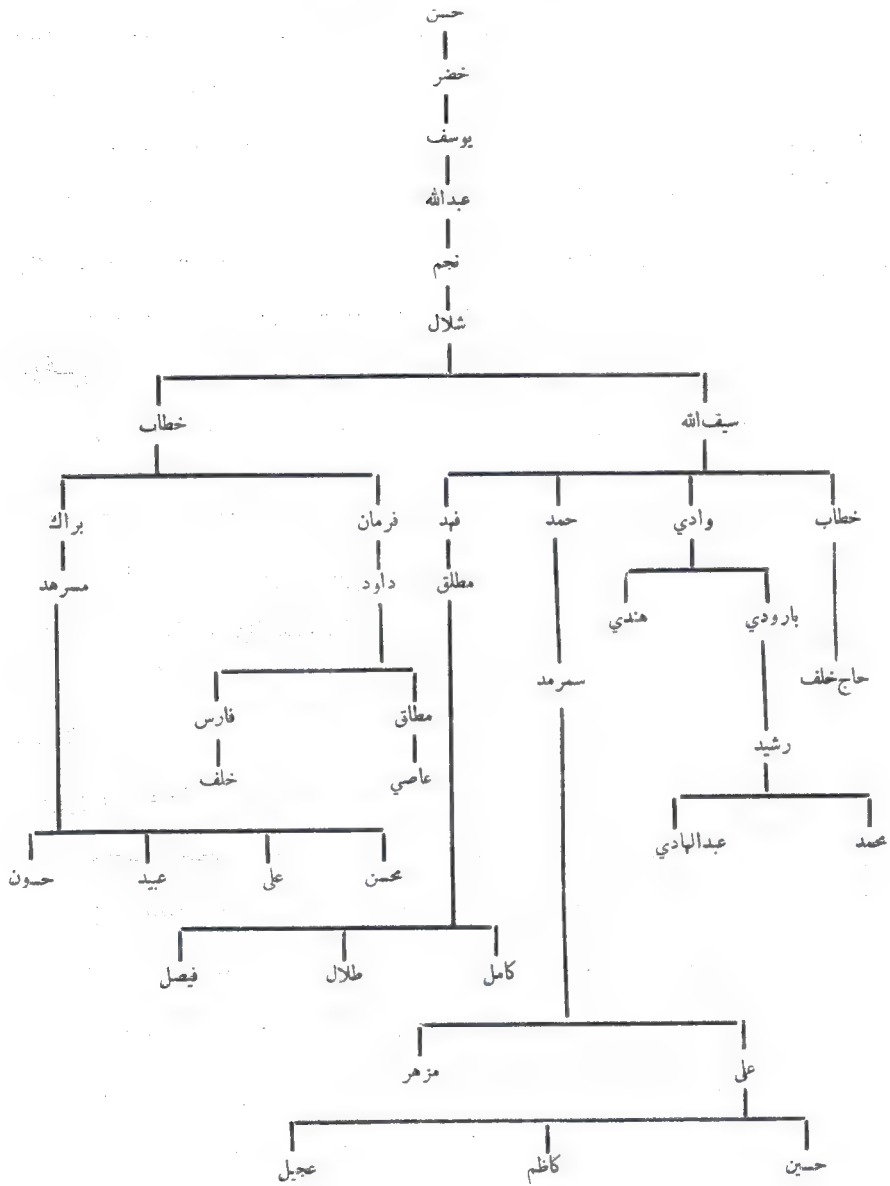 حسن
خضر
يوسف
عبدالله
نجم
شلال
سيف الله
خطاب
خطاب
وادي
حمد
فهد
فرمان
براك
مطلق
داود
مسرهد
بارودي
هندي
حاج خلف
سمرمد
مطلق
فارس
رشيد
عاصي
خلف
محمد
عبدالهادي
محسن
علي
عبيد
حسون
كامل
طلال
فيصل
علي
مزهر
حسين
كاظم
عجيل